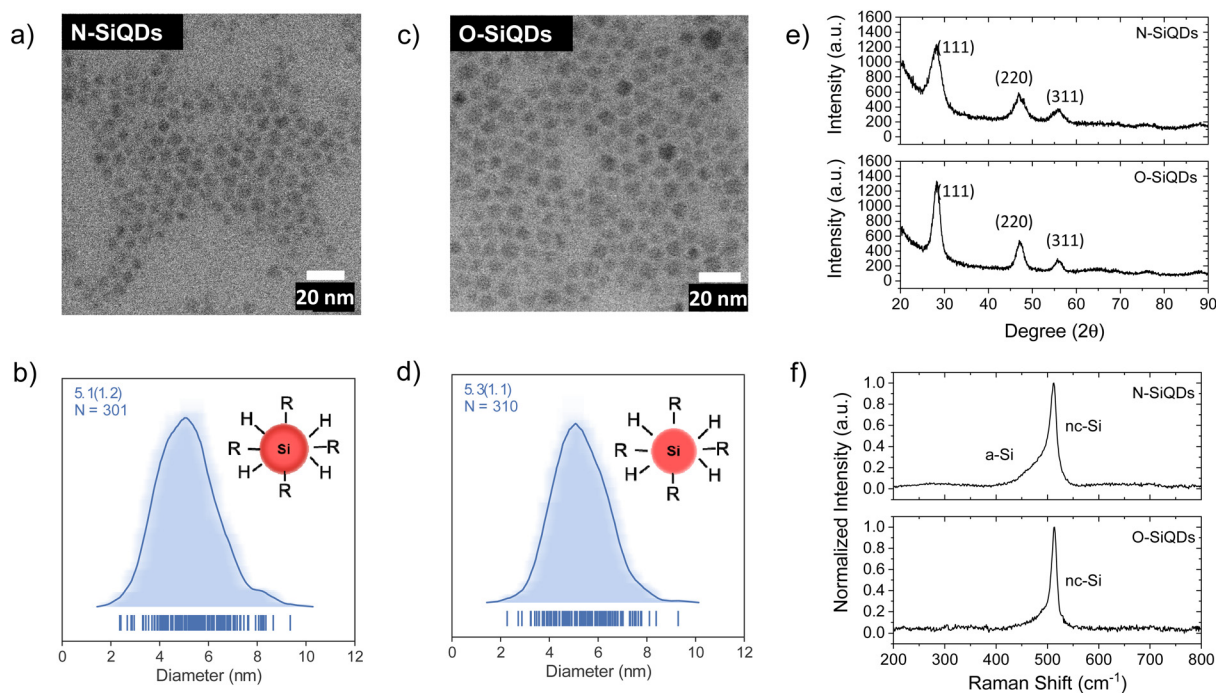 a)
N-SiQDs
20 nm
c)
O-SiQDs
20 nm
e)
N-SiQDs
1600
1400
1200
1000
800
600
400
200
0
Intensity (a.u.)
(111)
(220)
(311)
O-SiQDs
1600
1400
1200
1000
800
600
400
200
0
Intensity (a.u.)
(111)
(220)
(311)
20 30 40 50 60 70 80 90
Degree (2θ)
b)
5.1(1.2)
N = 301
R
H H
R Si R
H H
R
0 2 4 6 8 10 12
Diameter (nm)
d)
5.3(1.1)
N = 310
R
H H
R Si R
H H
R
0 2 4 6 8 10 12
Diameter (nm)
f)
N-SiQDs
1.0
0.8
0.6
0.4
0.2
0.0
a-Si
nc-Si
O-SiQDs
1.0
0.8
0.6
0.4
0.2
0.0
nc-Si
Normalized Intensity (a.u.)
200 300 400 500 600 700 800
Raman Shift (cm⁻¹)